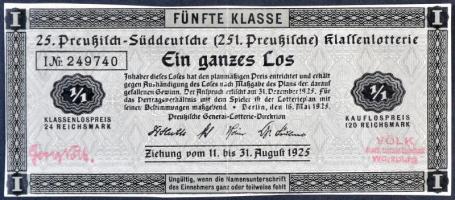 I FÜNFTE KLASSE I
25. Preußisch-Süddeutsche (251. Preußische) Klassenlotterie
I Nr. 249740
Ein ganzes Los
Inhaber dieses Loses hat den planmäßigen Preis entrichtet und erhält
gegen Aushändigung des Loses nach Maßgabe des Plans den darauf
gefallenen Gewinn. Der Anspruch erlischt am 31. Dezember 1925. Für
das Vertragsverhältnis mit dem Spieler ist der Lotterieplan mit
seinen Bestimmungen maßgebend. • Berlin, den 16. Mai 1925.
Preußische General-Lotterie-Direktion
1/1
KLASSENLOSPREIS
24 REICHSMARK
1/1
KAUFLOSPREIS
120 REICHSMARK
Ziehung vom 11. bis 31. August 1925
VOLK
Ungültig, wenn die Namensunterschrift
des Einnehmers ganz oder teilweise fehlt
I I